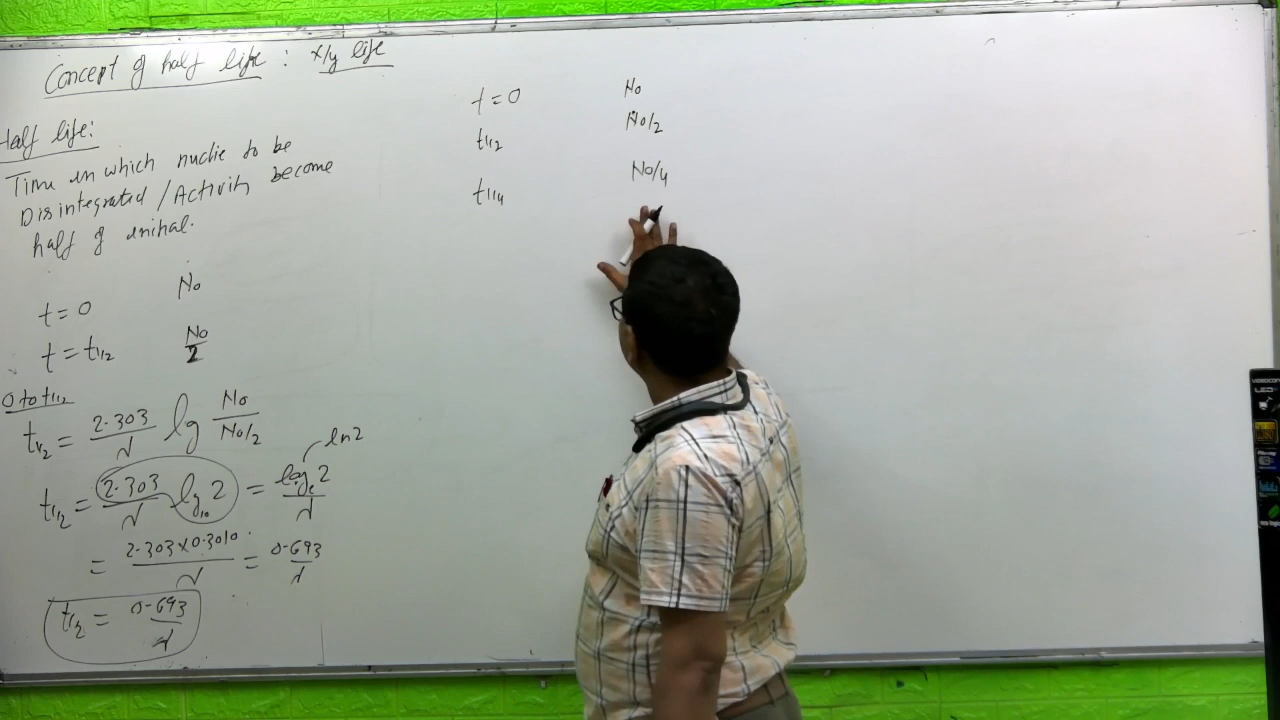 Concept of half life : x/y life
Half life:
Time in which nuclie to be
Disintegrated / Activity become
half of initial.
t = 0 No
t = t1/2 No/2
0 to t1/2
t1/2 = 2.303/λ log No/No/2
t1/2 = 2.303/λ log10 2 = loge 2/λ ln2
= 2.303×0.3010/λ = 0.693/λ
t1/2 = 0.693/λ
t = 0 No
t1/2 No/2
t1/4 No/4
VIDEOCON
LED